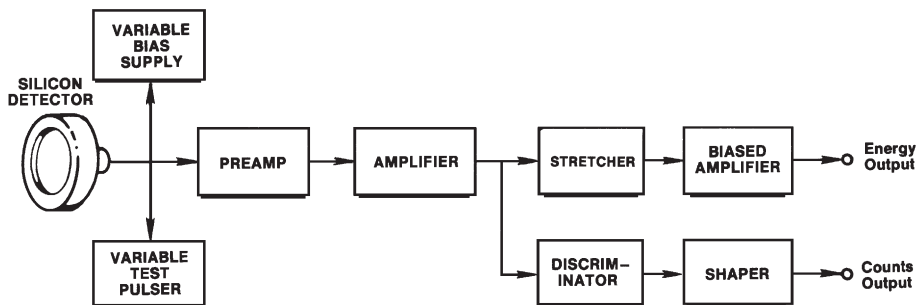 VARIABLE
BIAS
SUPPLY
SILICON
DETECTOR
PREAMP
AMPLIFIER
STRETCHER
BIASED
AMPLIFIER
Energy
Output
VARIABLE
TEST
PULSER
DISCRIM–
INATOR
SHAPER
Counts
Output